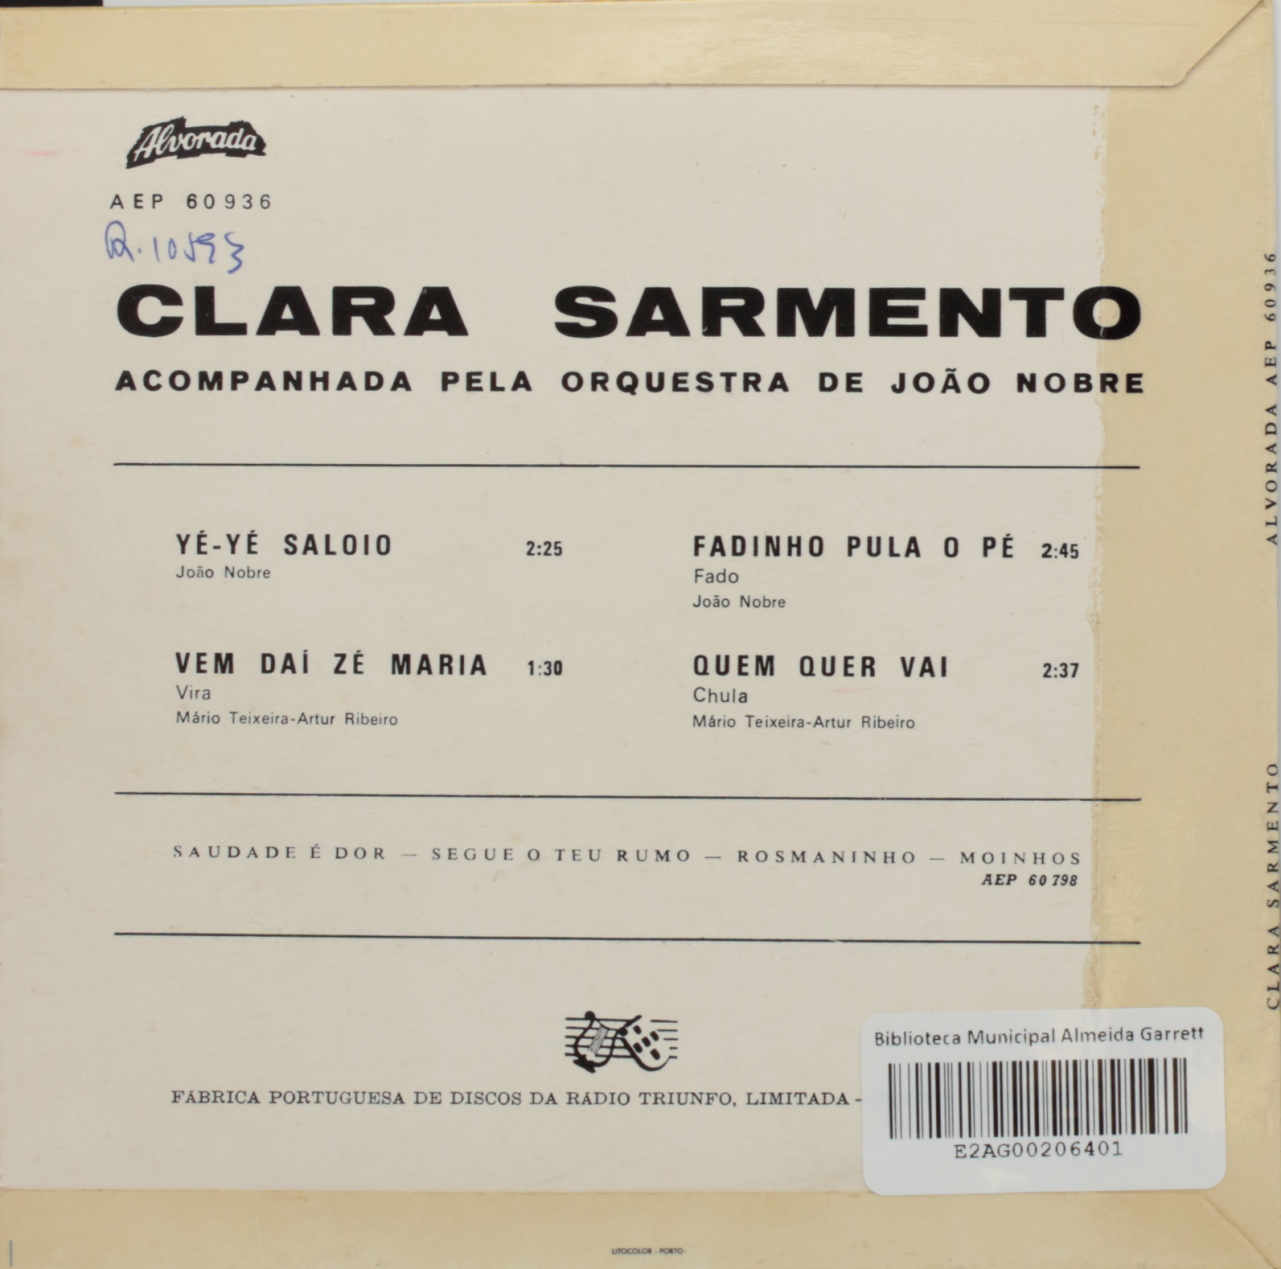 Alvorada
AEP 60936
R.10593
CLARA SARMENTO
ACOMPANHADA PELA ORQUESTRA DE JOÃO NOBRE
YÉ-YÉ SALOIO 2:25
João Nobre
VEM DAÍ ZÉ MARIA 1:30
Vira
Mário Teixeira-Artur Ribeiro
FADINHO PULA O PÉ 2:45
Fado
João Nobre
QUEM QUER VAI 2:37
Chula
Mário Teixeira-Artur Ribeiro
SAUDADE É DOR — SEGUE O TEU RUMO — ROSMANINHO — MOINHOS
AEP 60 798
FÁBRICA PORTUGUESA DE DISCOS DA RÁDIO TRIUNFO, LIMITADA -
Biblioteca Municipal Almeida Garrett
E2AG00206401
LITOCOLOR - PORTO
CLARA SARMENTO
ALVORADA AEP 60936